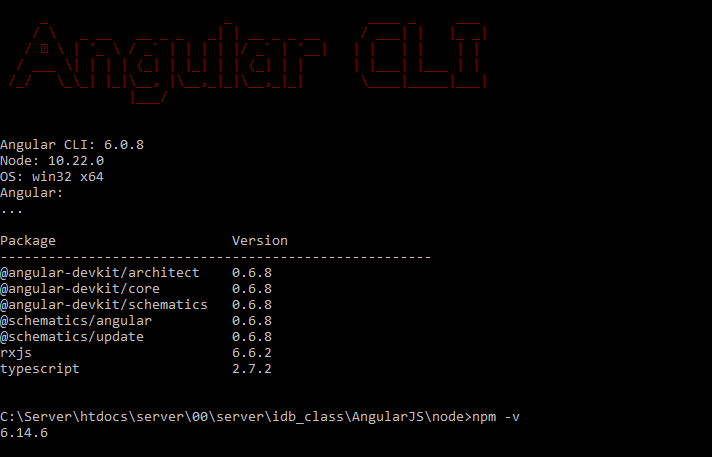 Angular CLI
Angular CLI: 6.0.8
Node: 10.22.0
OS: win32 x64
Angular:
...
Package Version
------------------------------------------------------
@angular-devkit/architect 0.6.8
@angular-devkit/core 0.6.8
@angular-devkit/schematics 0.6.8
@schematics/angular 0.6.8
@schematics/update 0.6.8
rxjs 6.6.2
typescript 2.7.2
C:\Server\htdocs\server\00\server\idb_class\AngularJS\node>npm -v
6.14.6